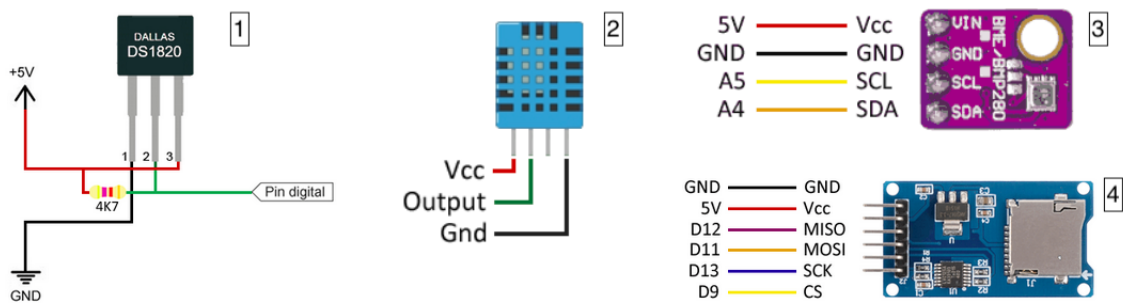 1
DALLAS
DS1820
+5V
1 2 3
4K7
Pin digital
GND
2
Vcc
Output
Gnd
3
5V Vcc
GND GND
A5 SCL
A4 SDA
VIN
GND
SCL
SDA
BME/BMP280
4
GND GND
5V Vcc
D12 MISO
D11 MOSI
D13 SCK
D9 CS
J1